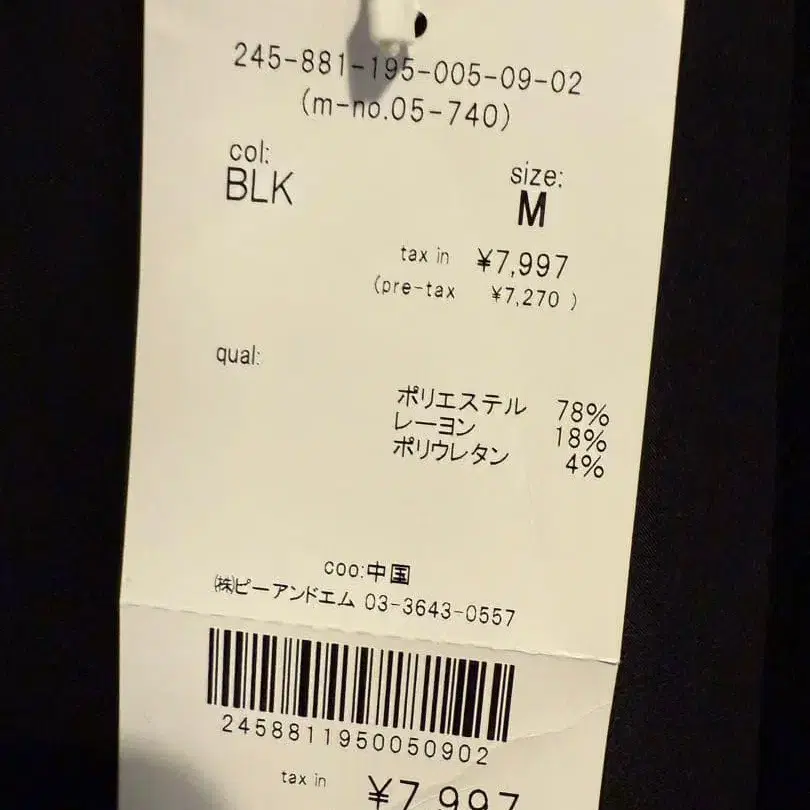 245-881-195-005-09-02
(m-no.05-740)
col:
BLK
size:
M
tax in ¥7,997
(pre-tax ¥7,270 )
qual:
ポリエステル 78%
レーヨン 18%
ポリウレタン 4%
coo:中国
㈱ピーアンドエム 03-3643-0557
2458811950050902
tax in ¥7,997